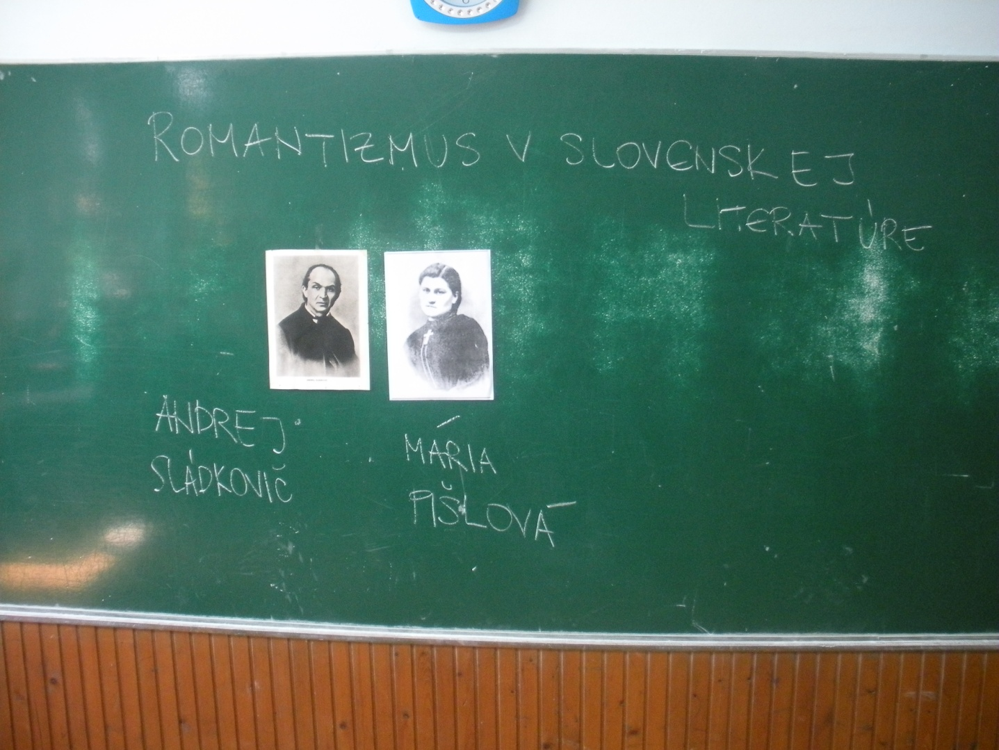 ROMANTIZMUS V SLOVENSKEJ
LITERATÚRE
ANDREJ
SLÁDKOVIČ
MÁRIA
PIŠLOVÁ